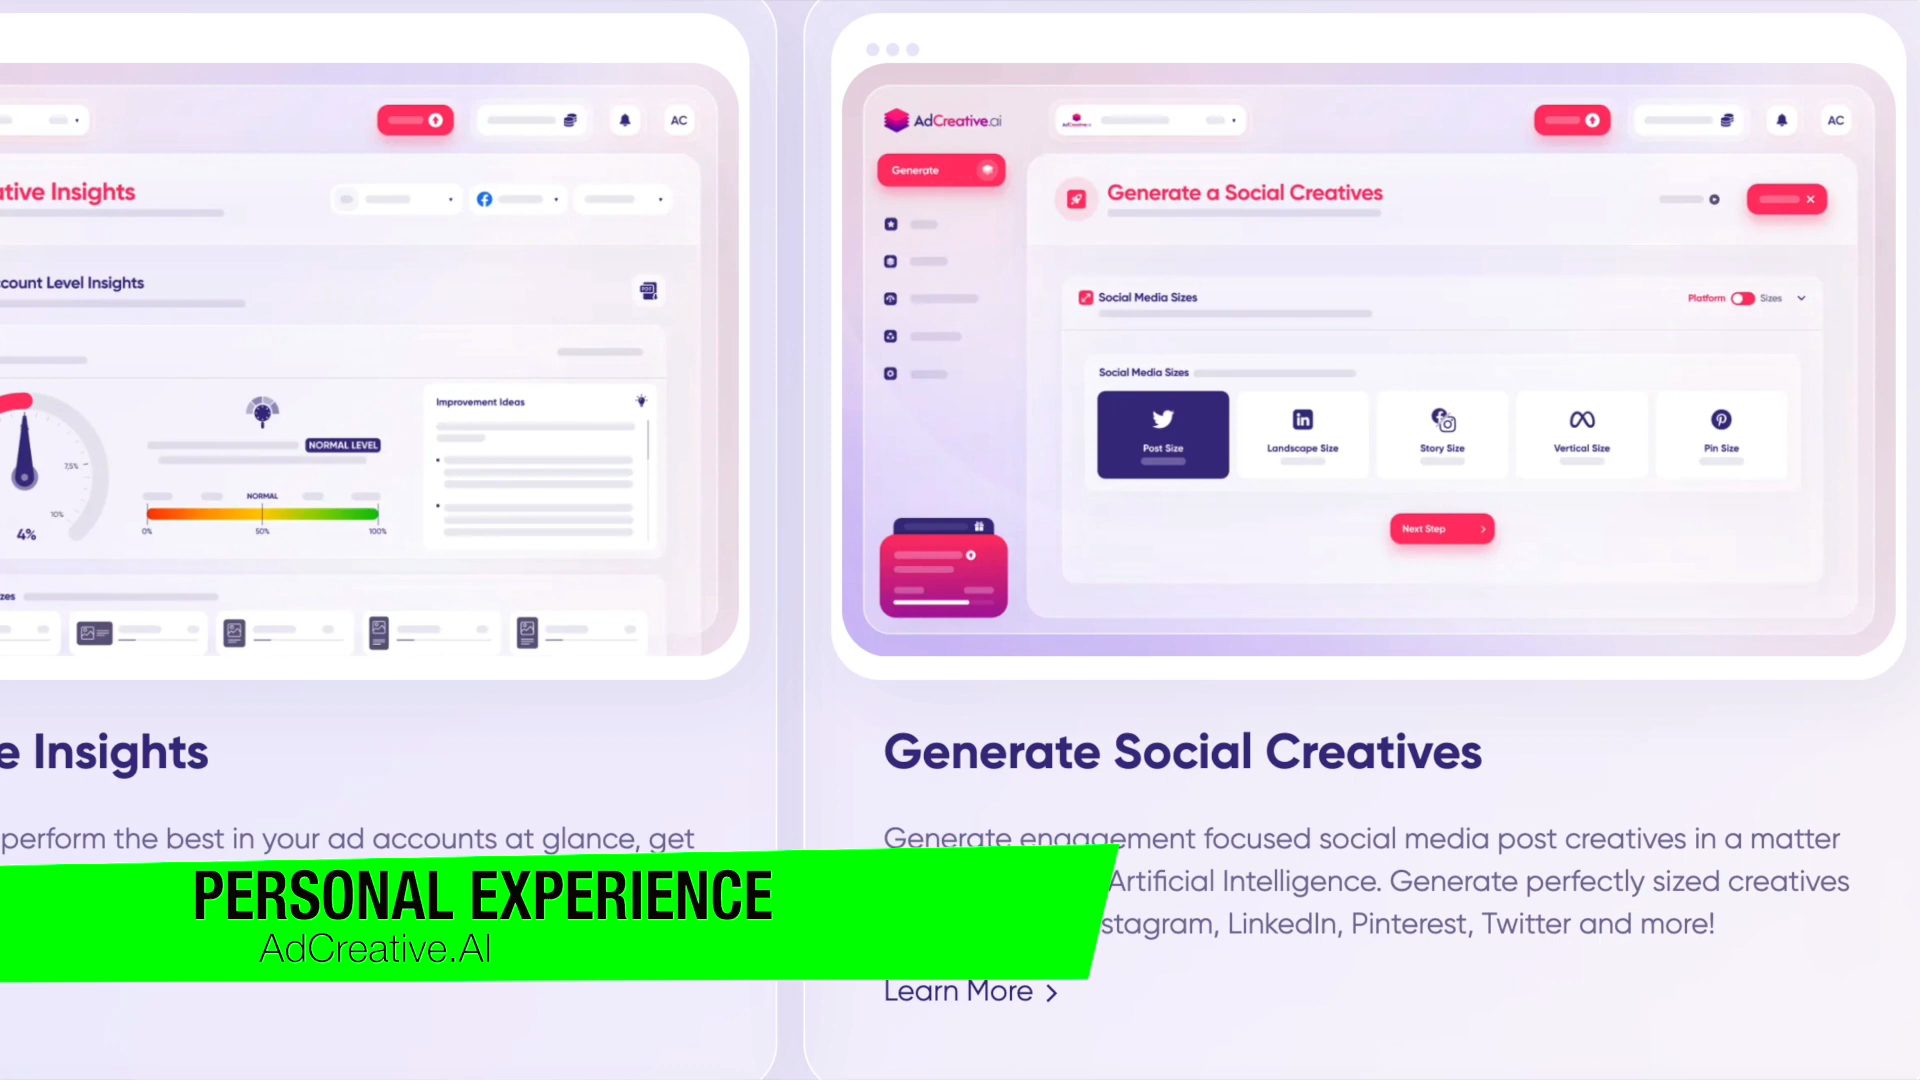 AC
tive Insights
count Level Insights
Improvement Ideas
NORMAL LEVEL
7,5%
NORMAL
10%
4%
0%
50%
100%
zes
e Insights
perform the best in your ad accounts at glance, get
AdCreative.ai
AC
Generate
Generate a Social Creatives
Social Media Sizes
Platform
Sizes
Social Media Sizes
Post Size
Landscape Size
Story Size
Vertical Size
Pin Size
Next Step
Generate Social Creatives
Generate engagement focused social media post creatives in a matter
Artificial Intelligence. Generate perfectly sized creatives
stagram, LinkedIn, Pinterest, Twitter and more!
Learn More
PERSONAL EXPERIENCE
AdCreative.AI